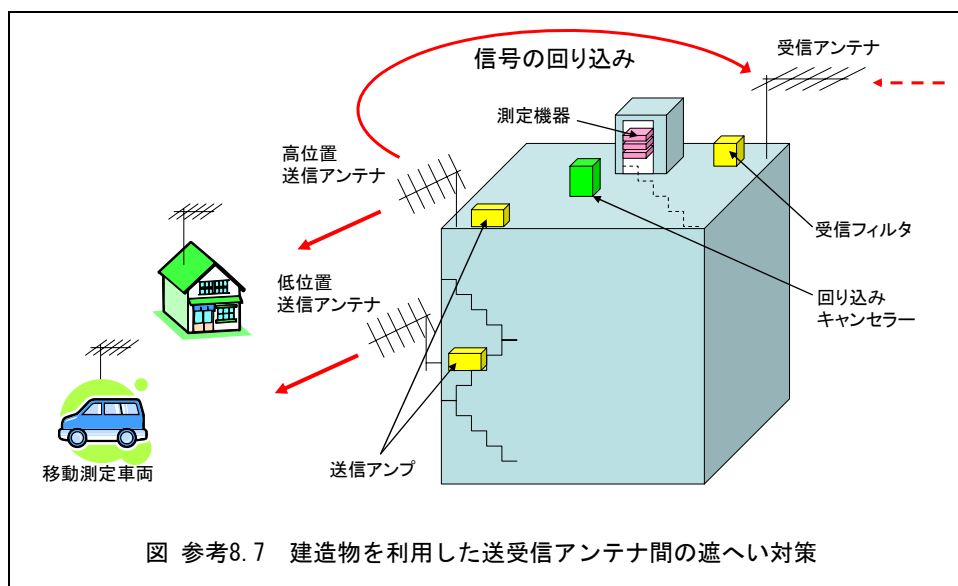 信号の回り込み
受信アンテナ
測定機器
高位置
送信アンテナ
受信フィルタ
低位置
送信アンテナ
回り込み
キャンセラー
送信アンプ
移動測定車両
図 参考8.7 建造物を利用した送受信アンテナ間の遮へい対策